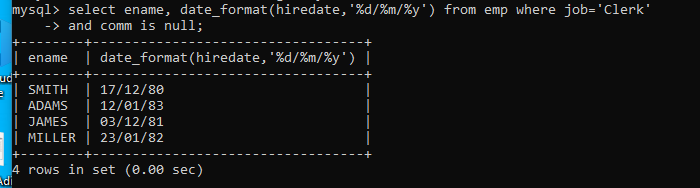 mysql> select ename, date_format(hiredate,'%d/%m/%y') from emp where job='Clerk'
    -> and comm is null;
+--------+----------------------------------+
| ename  | date_format(hiredate,'%d/%m/%y') |
+--------+----------------------------------+
| SMITH  | 17/12/80                         |
| ADAMS  | 12/01/83                         |
| JAMES  | 03/12/81                         |
| MILLER | 23/01/82                         |
+--------+----------------------------------+
4 rows in set (0.00 sec)